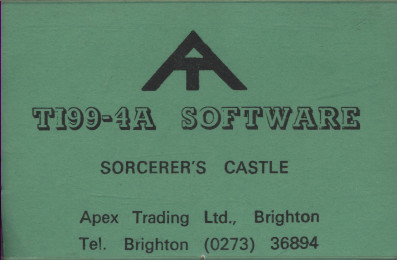 TI99-4A SOFTWARE
SORCERER'S CASTLE
Apex Trading Ltd., Brighton
Tel. Brighton (0273) 36894